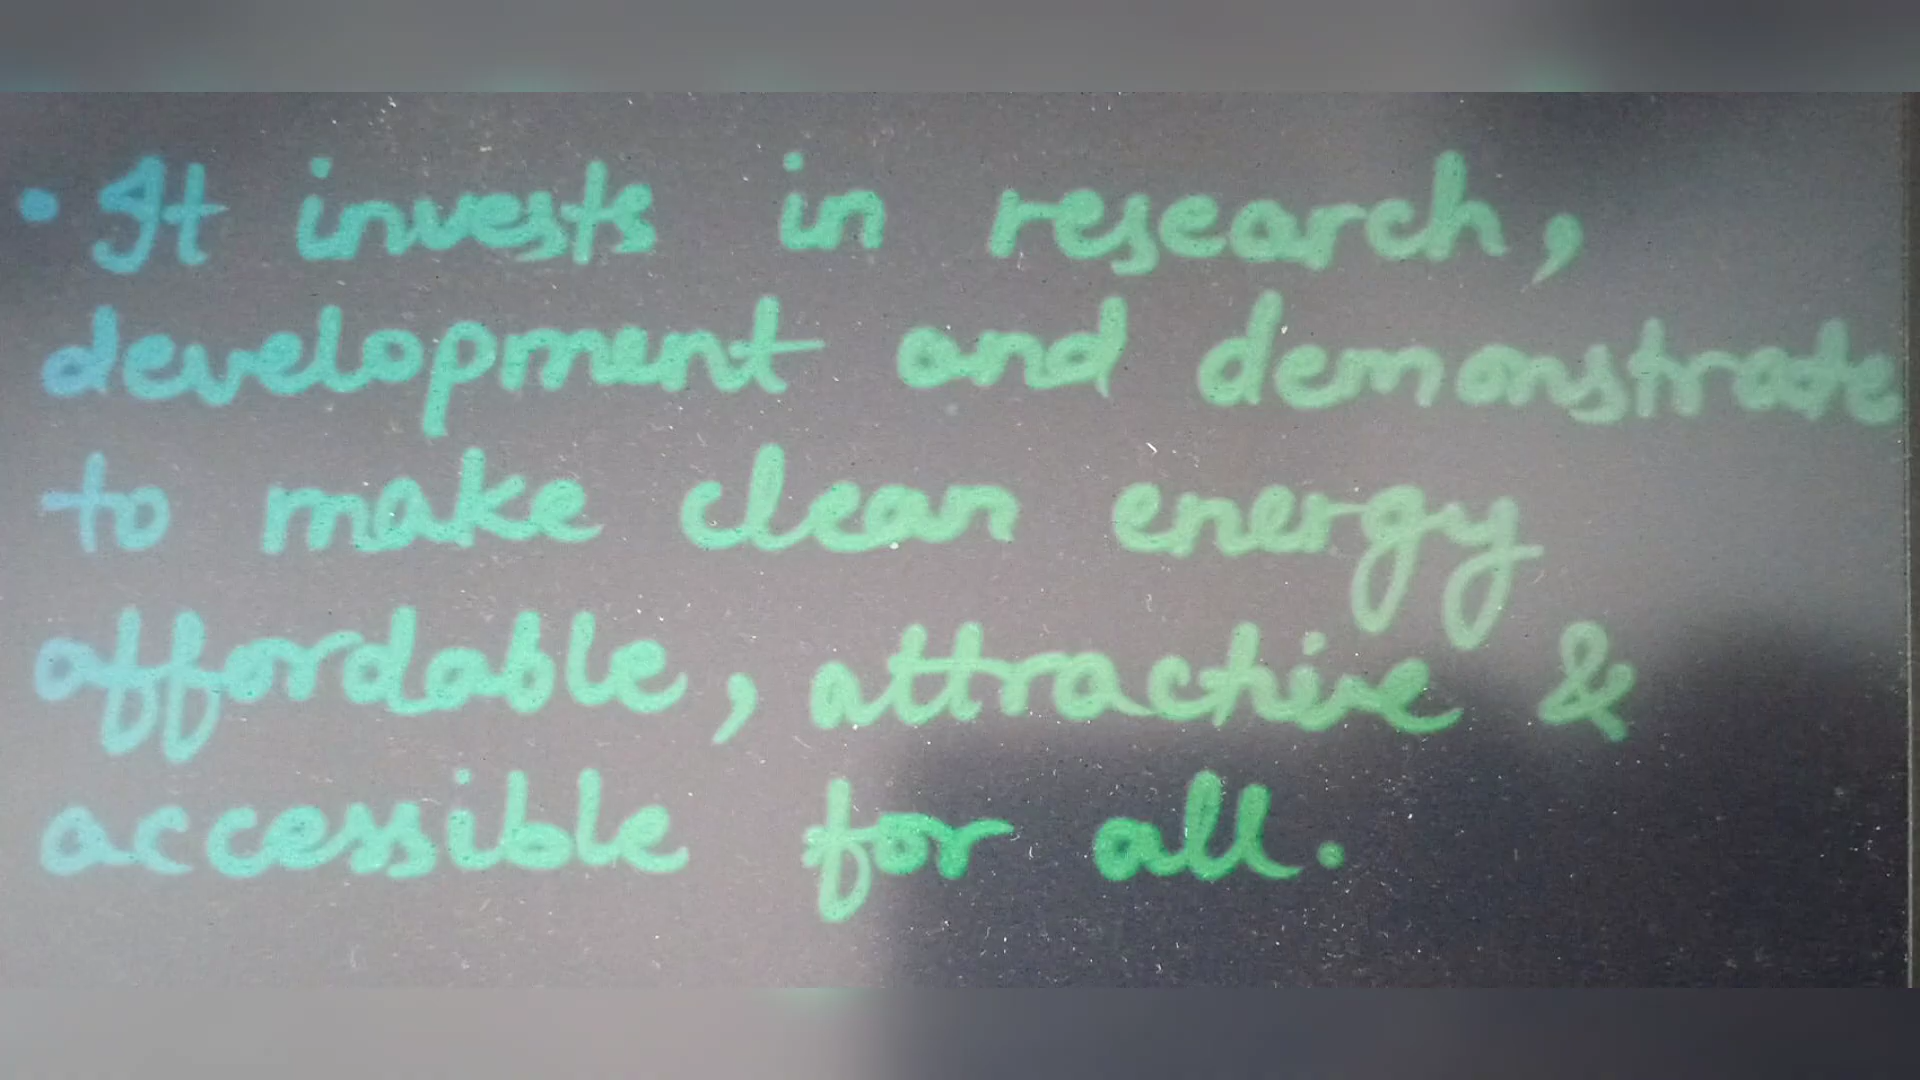 • It invests in research,
development and demonstrate
to make clean energy
affordable, attractive &
accessible for all.